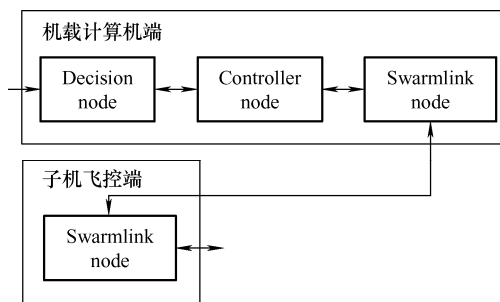 机载计算机端
Decision
node
Controller
node
Swarmlink
node
子机飞控端
Swarmlink
node